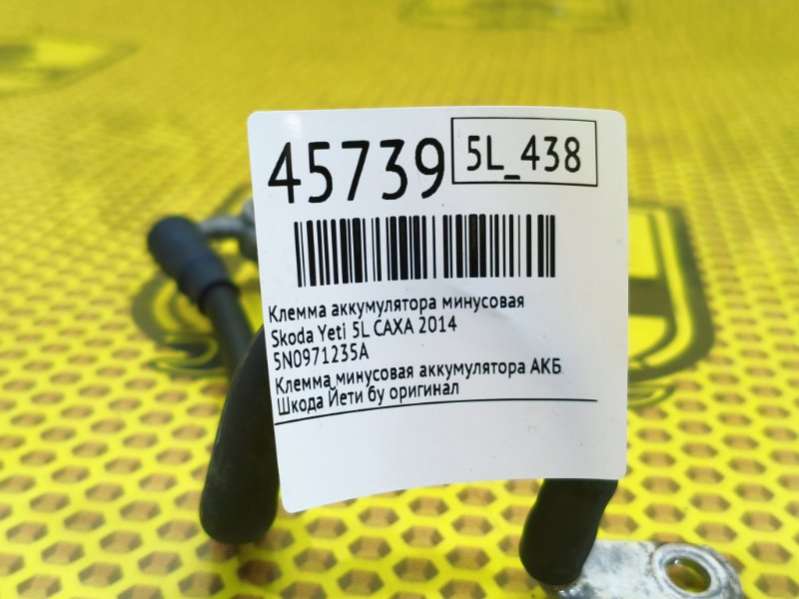 45739
5L_438
Клемма аккумулятора минусовая
Skoda Yeti 5L CAXA 2014
5N0971235A
Клемма минусовая аккумулятора АКБ
Шкода Йети бу оригинал